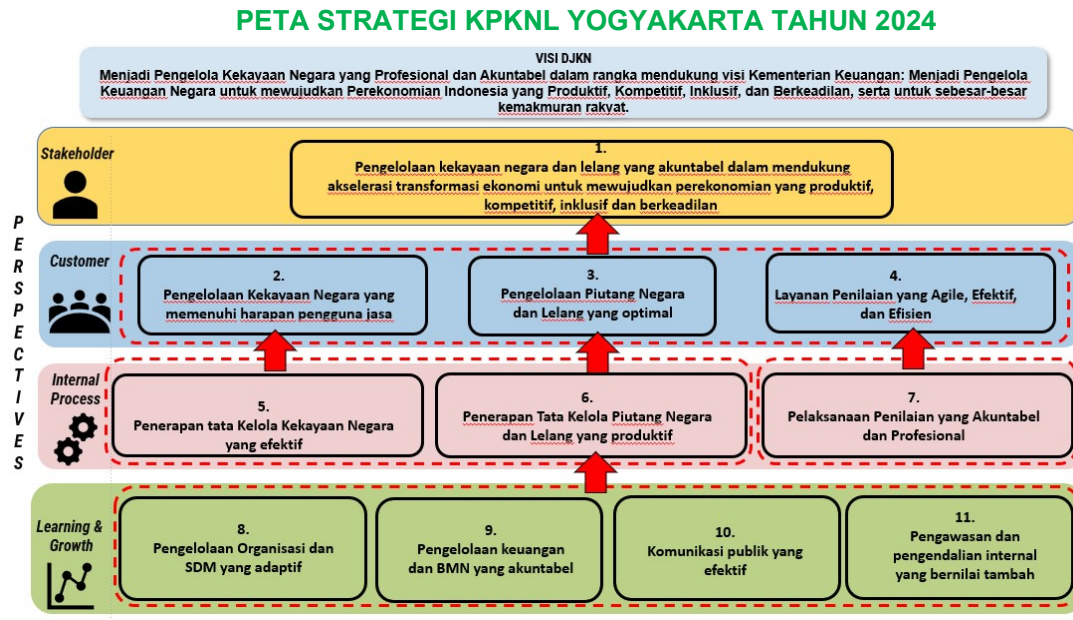 PETA STRATEGI KPKNL YOGYAKARTA TAHUN 2024
VISI DJKN
Menjadi Pengelola Kekayaan Negara yang Profesional dan Akuntabel dalam rangka mendukung visi Kementerian Keuangan: Menjadi Pengelola
Keuangan Negara untuk mewujudkan Perekonomian Indonesia yang Produktif, Kompetitif, Inklusif, dan Berkeadilan, serta untuk sebesar-besar
kemakmuran rakyat.
PERSPECTIVES
Stakeholder
1.
Pengelolaan kekayaan negara dan lelang yang akuntabel dalam mendukung
akselerasi transformasi ekonomi untuk mewujudkan perekonomian yang produktif,
kompetitif, inklusif dan berkeadilan
Customer
2.
Pengelolaan Kekayaan Negara yang
memenuhi harapan pengguna jasa
3.
Pengelolaan Piutang Negara
dan Lelang yang optimal
4.
Layanan Penilaian yang Agile, Efektif,
dan Efisien
Internal
Process
5.
Penerapan tata Kelola Kekayaan Negara
yang efektif
6.
Penerapan Tata Kelola Piutang Negara
dan Lelang yang produktif
7.
Pelaksanaan Penilaian yang Akuntabel
dan Profesional
Learning &
Growth
8.
Pengelolaan Organisasi dan
SDM yang adaptif
9.
Pengelolaan keuangan
dan BMN yang akuntabel
10.
Komunikasi publik yang
efektif
11.
Pengawasan dan
pengendalian internal
yang bernilai tambah